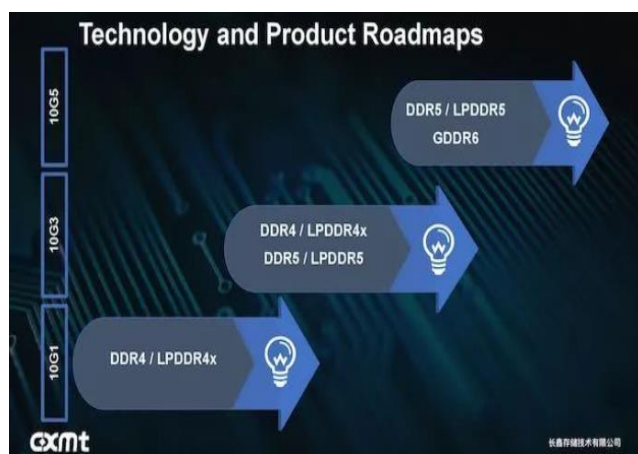 Technology and Product Roadmaps
10G5
DDR5 / LPDDR5
GDDR6
10G3
DDR4 / LPDDR4x
DDR5 / LPDDR5
10G1
DDR4 / LPDDR4x
cxmt
长鑫存储技术有限公司